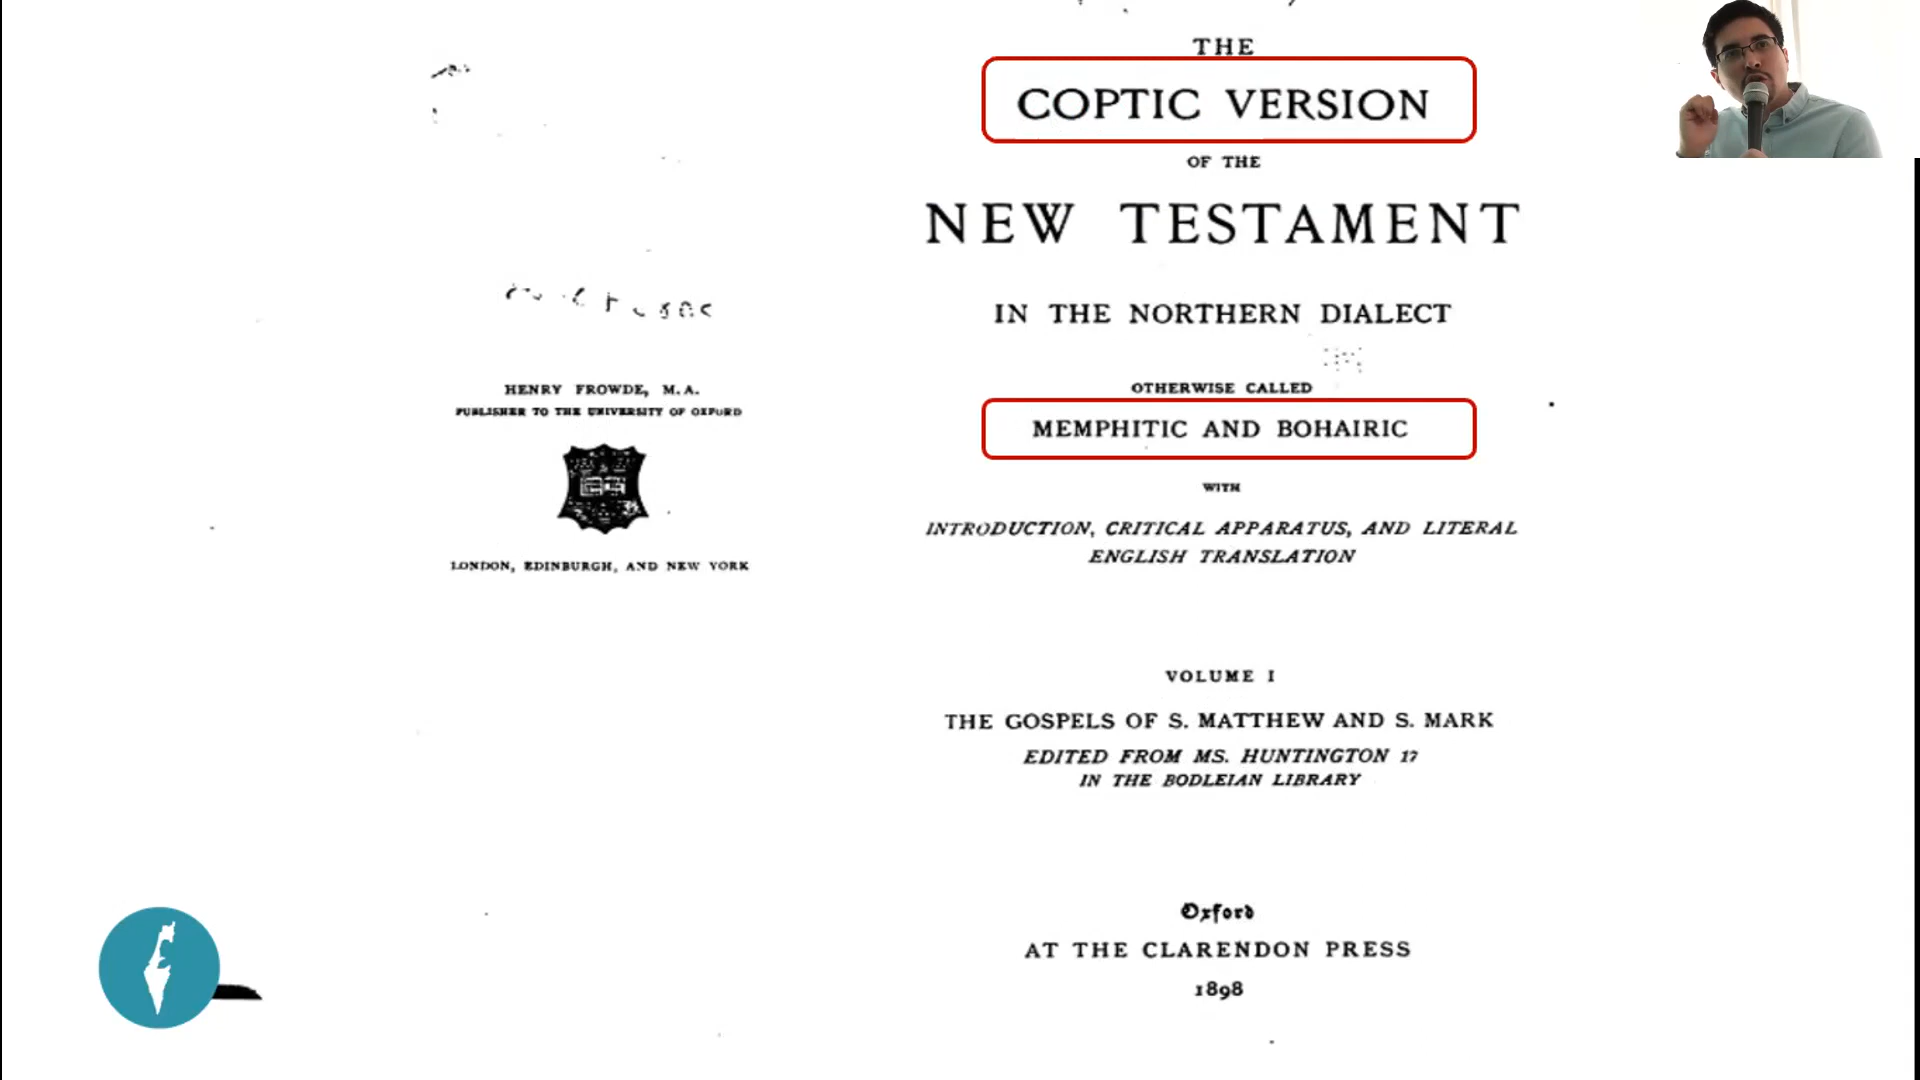 THE
COPTIC VERSION
OF THE
NEW TESTAMENT
IN THE NORTHERN DIALECT
OTHERWISE CALLED
MEMPHITIC AND BOHAIRIC
WITH
INTRODUCTION, CRITICAL APPARATUS, AND LITERAL
ENGLISH TRANSLATION
VOLUME I
THE GOSPELS OF S. MATTHEW AND S. MARK
EDITED FROM MS. HUNTINGTON 17
IN THE BODLEIAN LIBRARY
Oxford
AT THE CLARENDON PRESS
1898
HENRY FROWDE, M.A.
PUBLISHER TO THE UNIVERSITY OF OXFORD
LONDON, EDINBURGH, AND NEW YORK